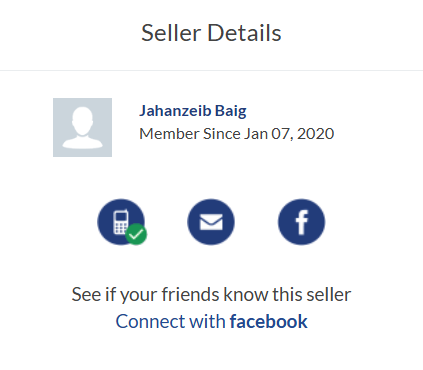 Seller Details
Jahanzeib Baig
Member Since Jan 07, 2020
See if your friends know this seller
Connect with facebook